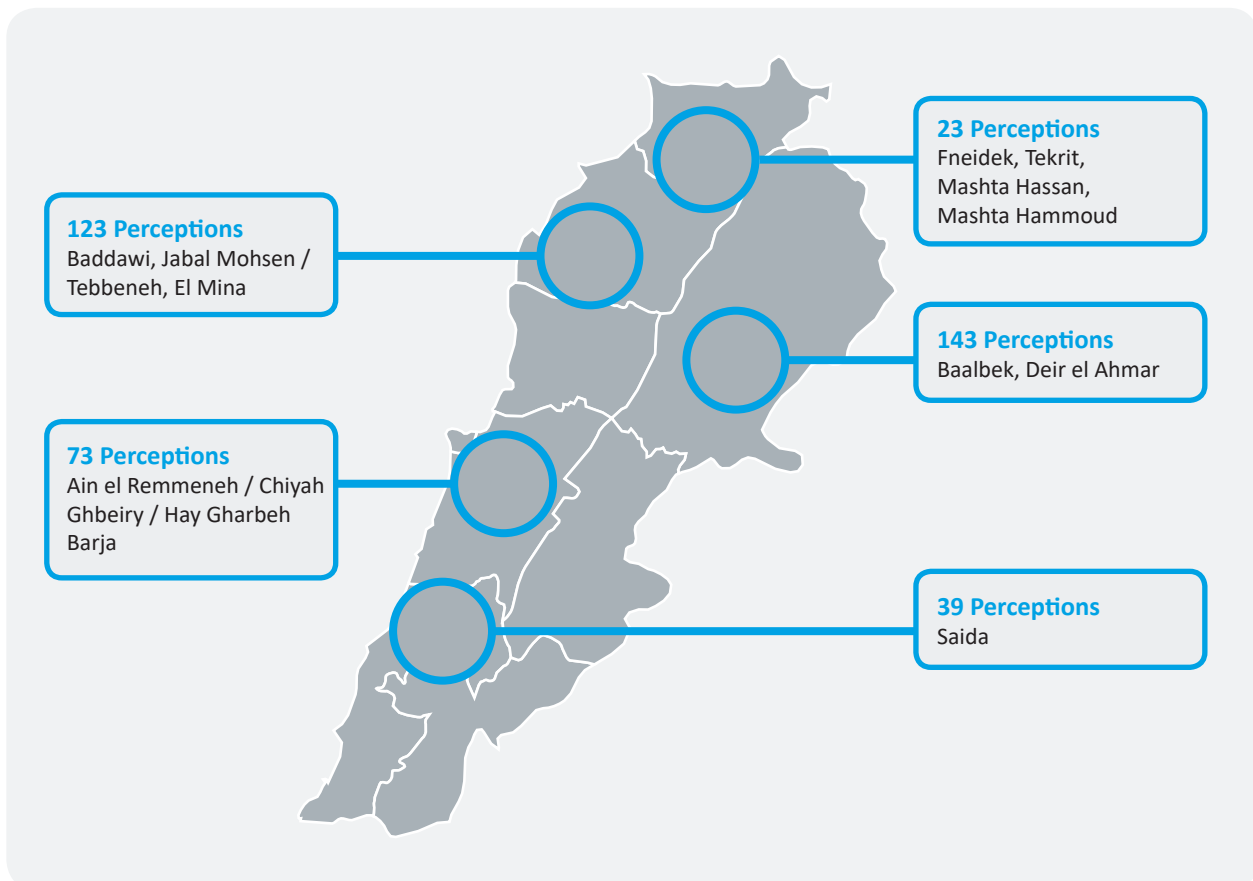 23 Perceptions
Fneidek, Tekrit,
Mashta Hassan,
Mashta Hammoud
123 Perceptions
Baddawi, Jabal Mohsen /
Tebbeneh, El Mina
143 Perceptions
Baalbek, Deir el Ahmar
73 Perceptions
Ain el Remmeneh / Chiyah
Ghbeiry / Hay Gharbeh
Barja
39 Perceptions
Saida